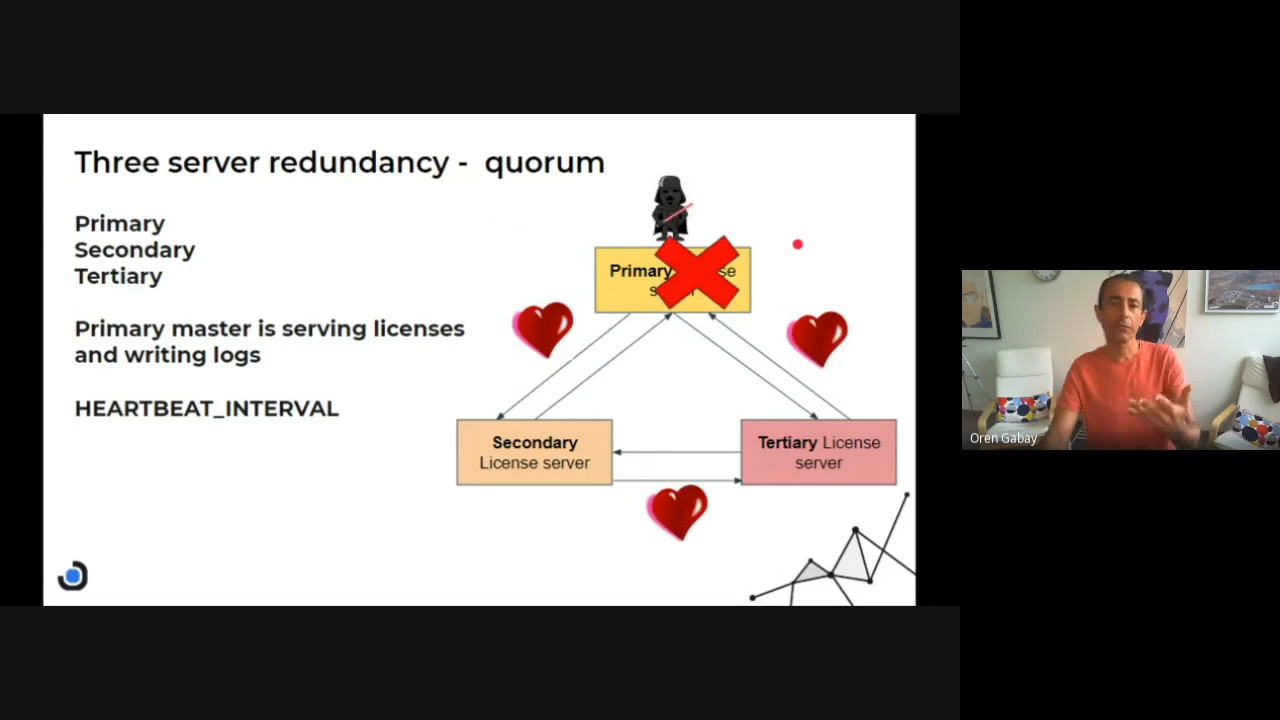 Three server redundancy - quorum
Primary
Secondary
Tertiary
Primary master is serving licenses
and writing logs
HEARTBEAT_INTERVAL
Primary
Secondary
License server
Tertiary License
server
Oren Gabay